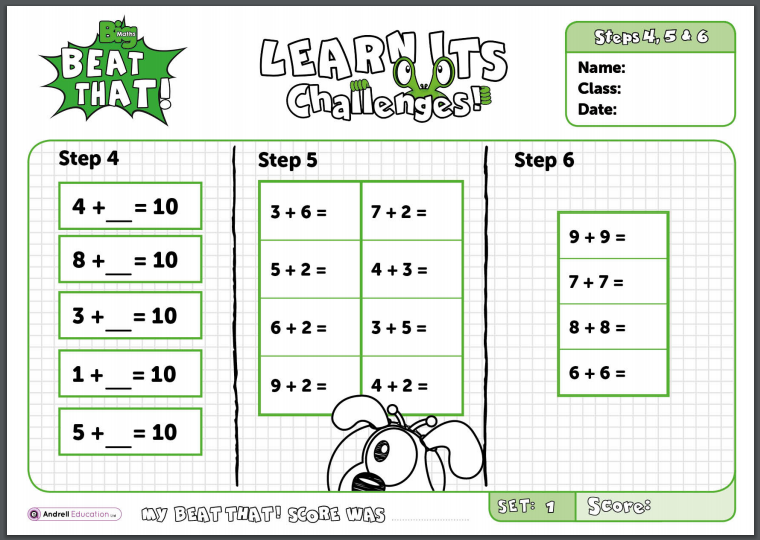 Big Maths
BEAT
THAT!
LEARN ITS
Challenges!
Steps 4, 5 & 6
Name:
Class:
Date:
Step 4
4 + __ = 10
8 + __ = 10
3 + __ = 10
1 + __ = 10
5 + __ = 10
Step 5
3 + 6 = 7 + 2 =
5 + 2 = 4 + 3 =
6 + 2 = 3 + 5 =
9 + 2 = 4 + 2 =
Step 6
9 + 9 =
7 + 7 =
8 + 8 =
6 + 6 =
Andrell Education
MY BEAT THAT! SCORE WAS ....................
SET: 1 Score: